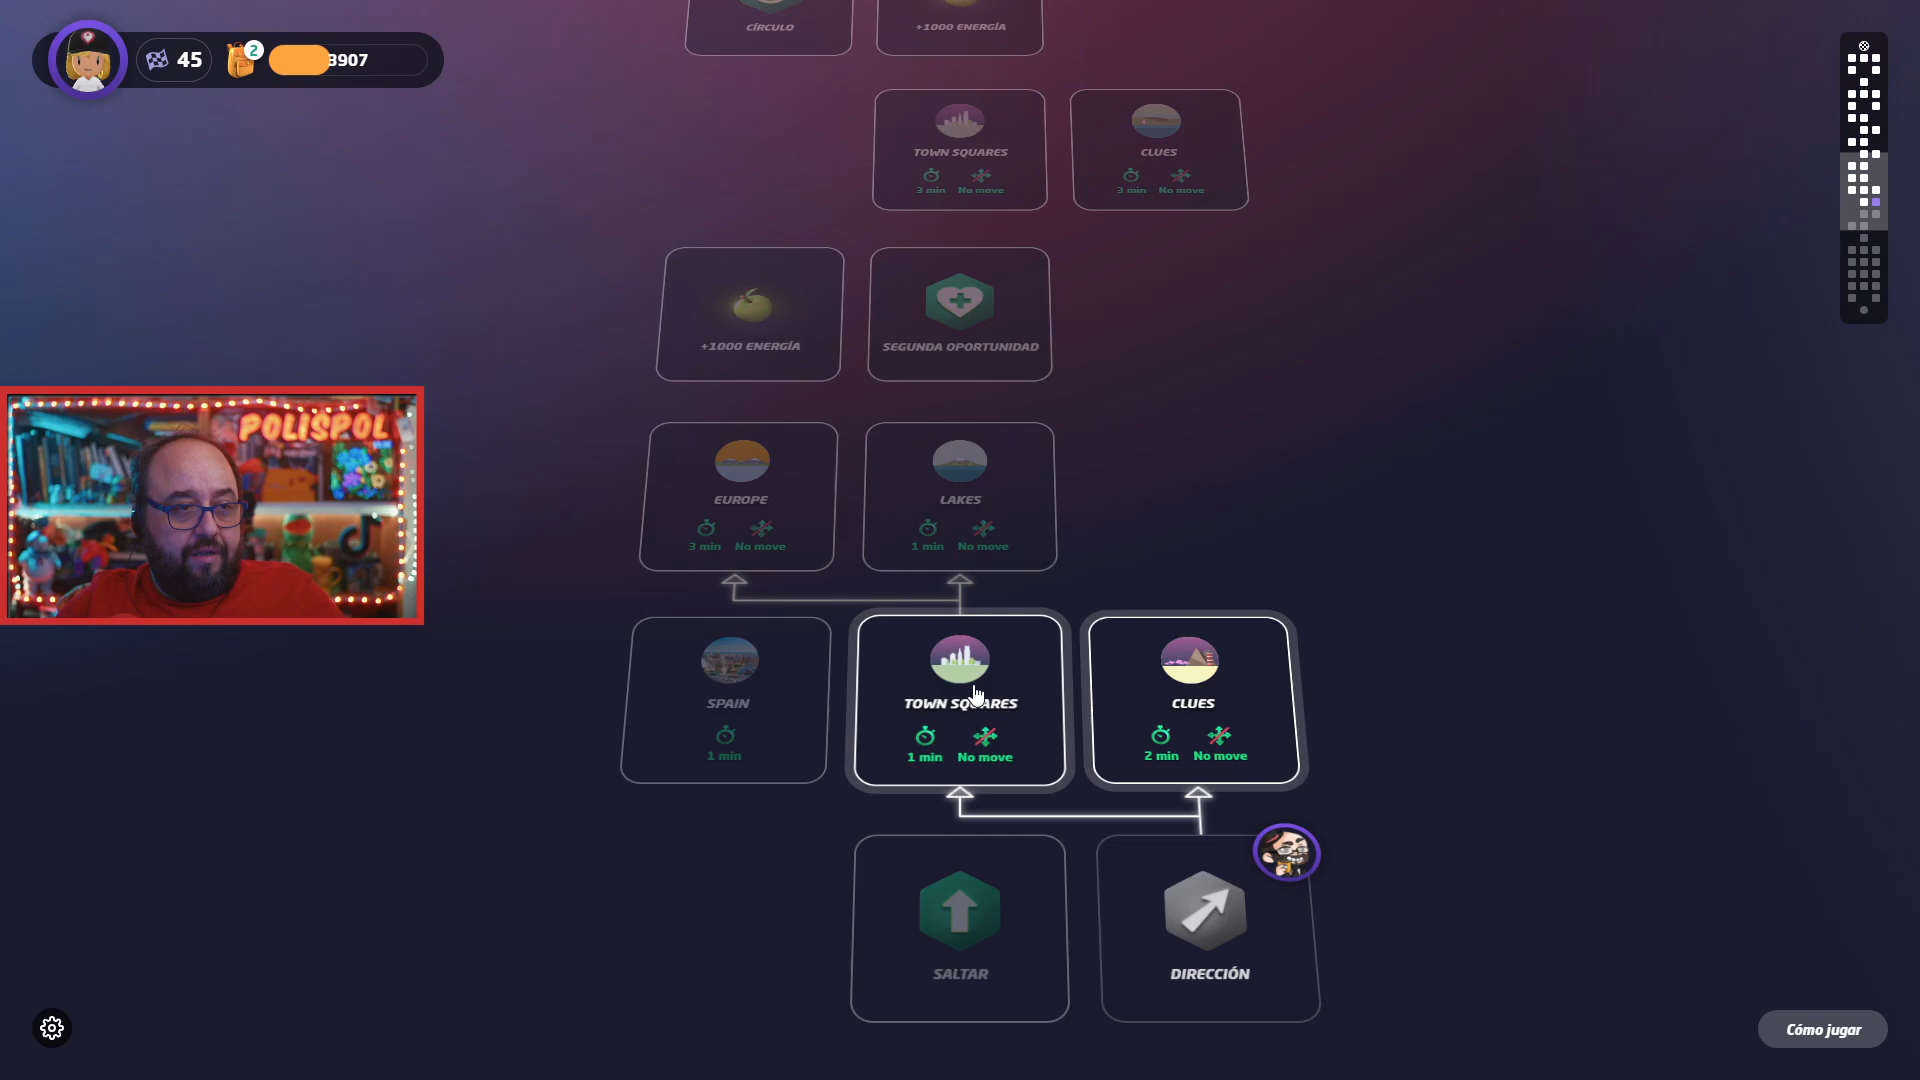 CÍRCULO
+1000 ENERGÍA
45
2
3907
TOWN SQUARES
3 min
No move
CLUES
3 min
No move
+1000 ENERGÍA
SEGUNDA OPORTUNIDAD
POLISPOL
EUROPE
3 min
No move
LAKES
1 min
No move
SPAIN
1 min
TOWN SQUARES
1 min
No move
CLUES
2 min
No move
SALTAR
DIRECCIÓN
Cómo jugar